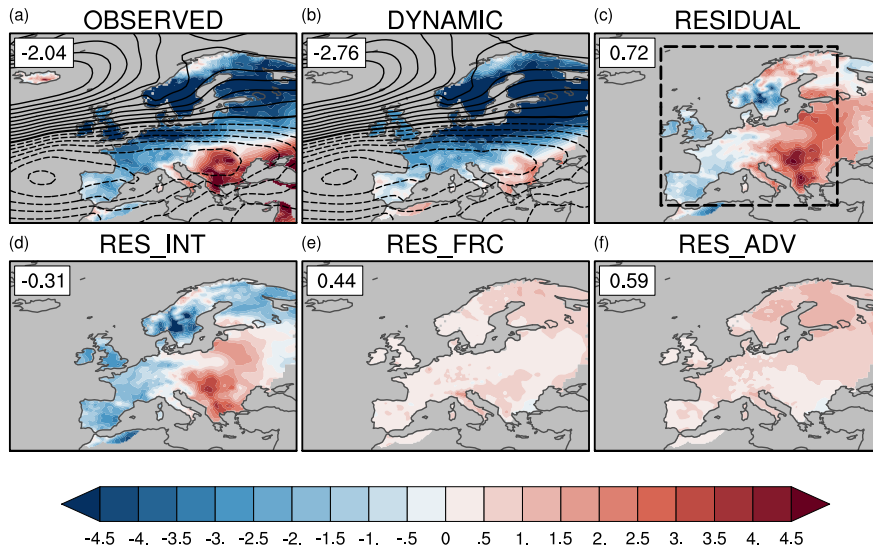 (a) OBSERVED (b) DYNAMIC (c) RESIDUAL
-2.04 -2.76 0.72
(d) RES_INT (e) RES_FRC (f) RES_ADV
-0.31 0.44 0.59
-4.5 -4. -3.5 -3. -2.5 -2. -1.5 -1. -.5 0 .5 1. 1.5 2. 2.5 3. 3.5 4. 4.5